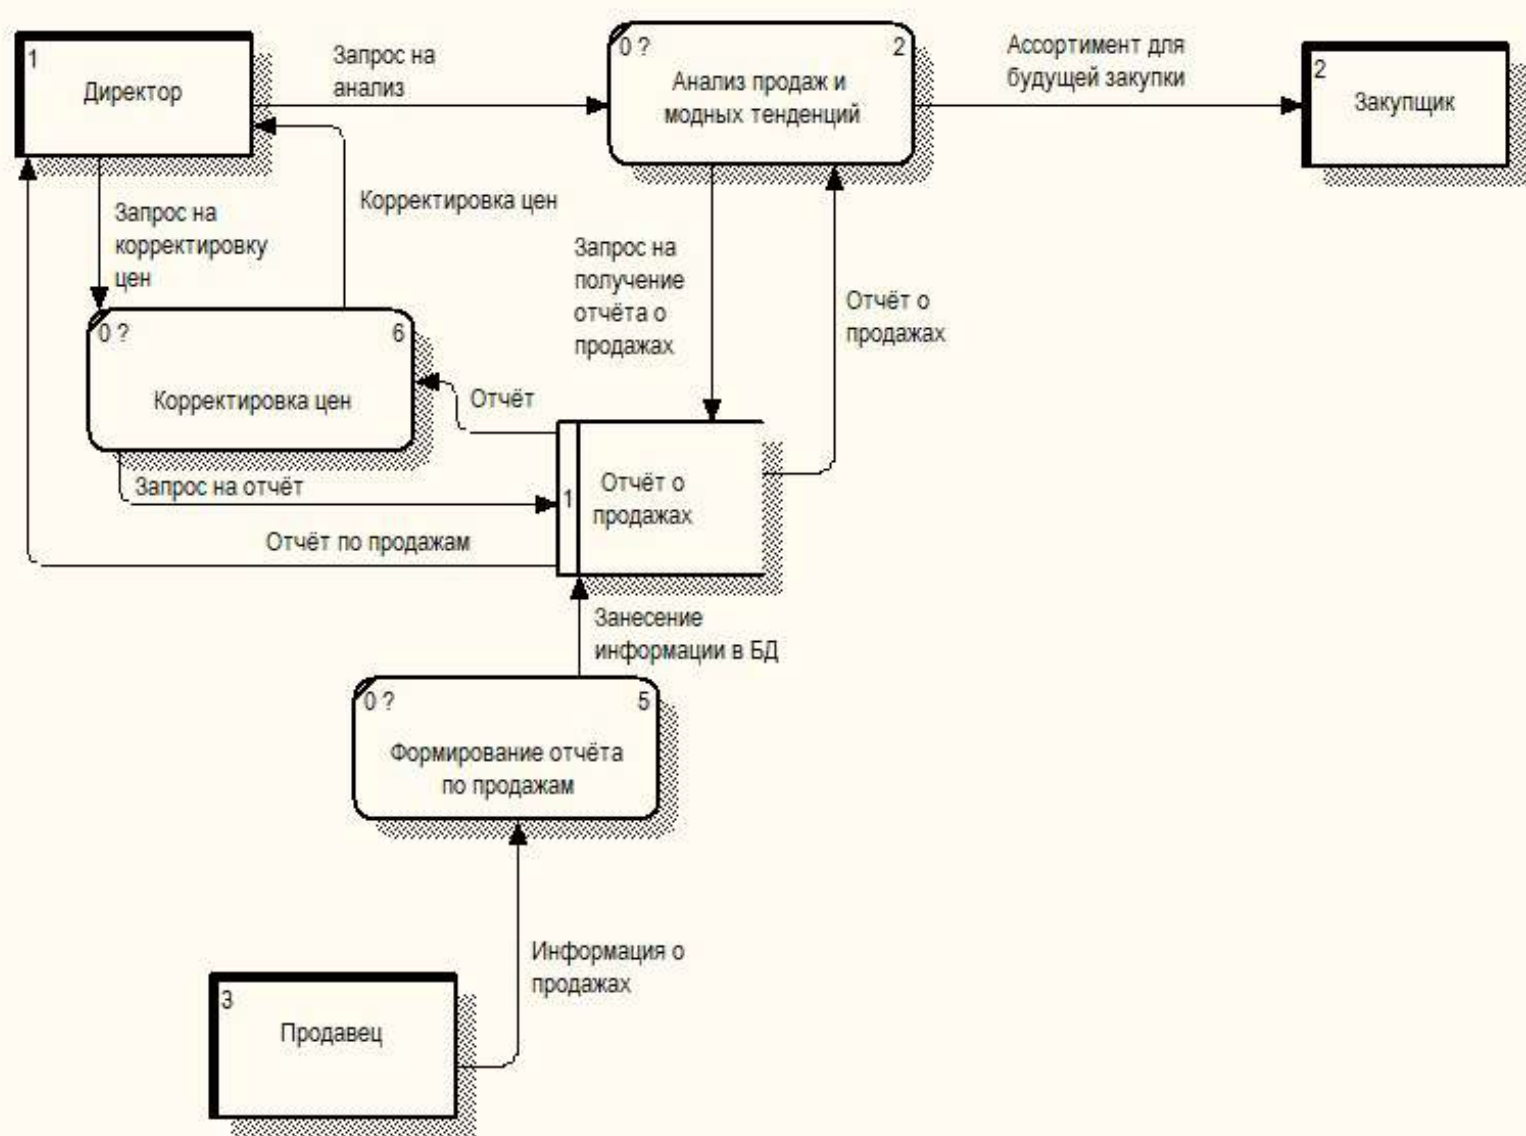 1
Директор
Запрос на
анализ
0 ?
2
Анализ продаж и
модных тенденций
Ассортимент для
будущей закупки
2
Закупщик
Запрос на
корректировку
цен
Корректировка цен
Запрос на
получение
отчёта о
продажах
Отчёт о
продажах
0 ?
6
Корректировка цен
Отчёт
Запрос на отчёт
1
Отчёт о
продажах
Отчёт по продажам
Занесение
информации в БД
0 ?
5
Формирование отчёта
по продажам
Информация о
продажах
3
Продавец